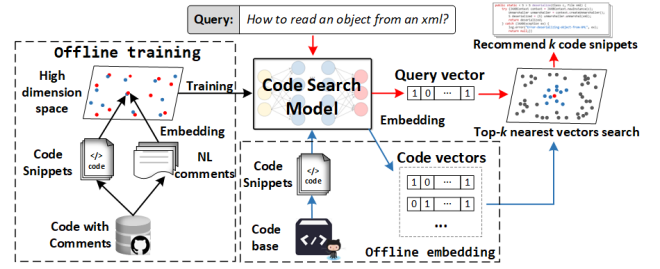 Query: How to read an object from an xml?
Recommend k code snippets
Offline training
High
dimension
space
Training
Code Search
Model
Query vector
1 0 ... 1
Embedding
Top-k nearest vectors search
Embedding
Code
Snippets
</>
code
NL
comments
Code with
Comments
Code
Snippets
</>
code
Code
base
</>
Code vectors
1 0 ... 1
0 1 ... 1
...
Offline embedding